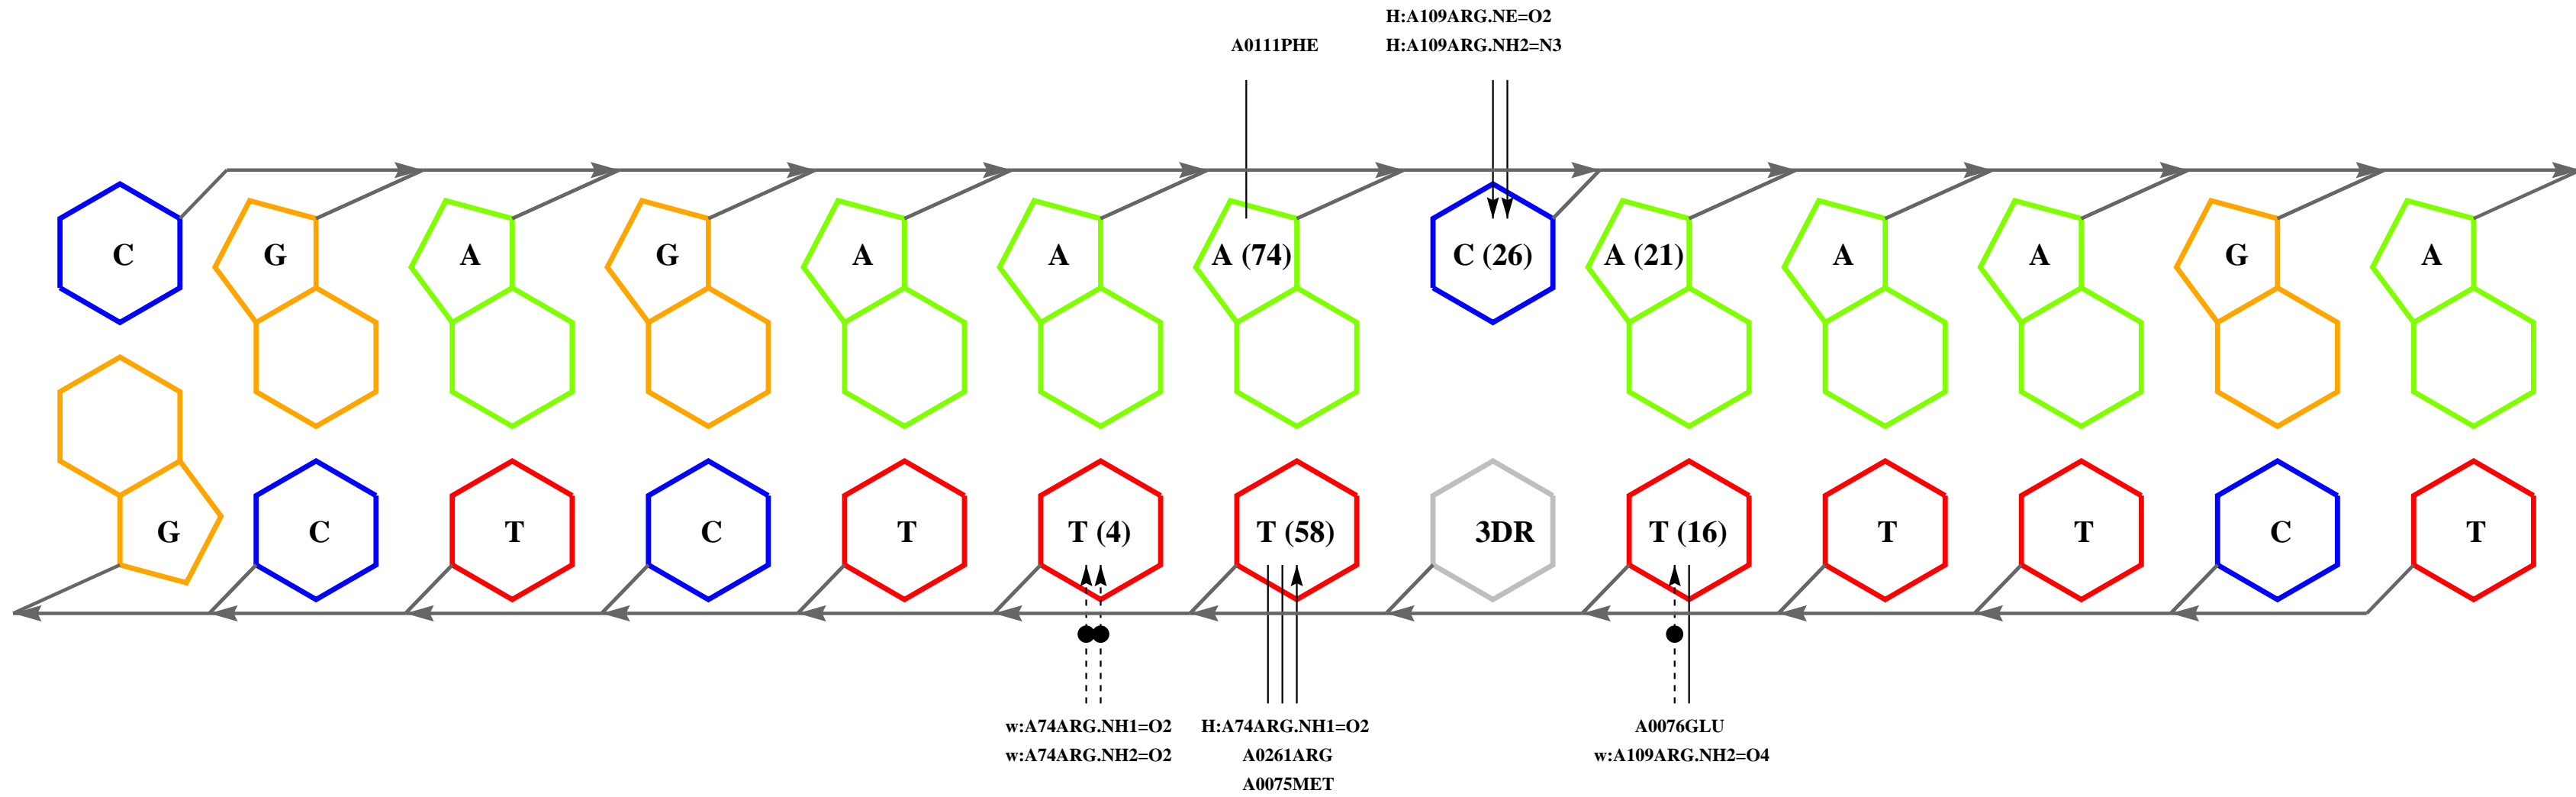 H:A109ARG.NE=O2
A0111PHE H:A109ARG.NH2=N3
C G A G A A A (74) C (26) A (21) A A G A
G C T C T T (4) T (58) 3DR T (16) T T C T
w:A74ARG.NH1=O2 H:A74ARG.NH1=O2 A0076GLU
w:A74ARG.NH2=O2 A0261ARG w:A109ARG.NH2=O4
A0075MET